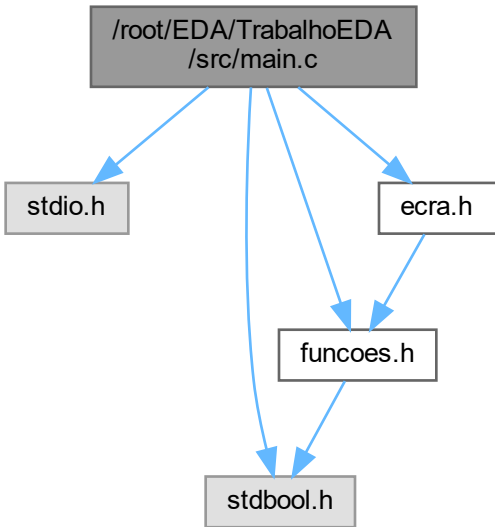 /root/EDA/TrabalhoEDA
/src/main.c
stdio.h
ecra.h
funcoes.h
stdbool.h